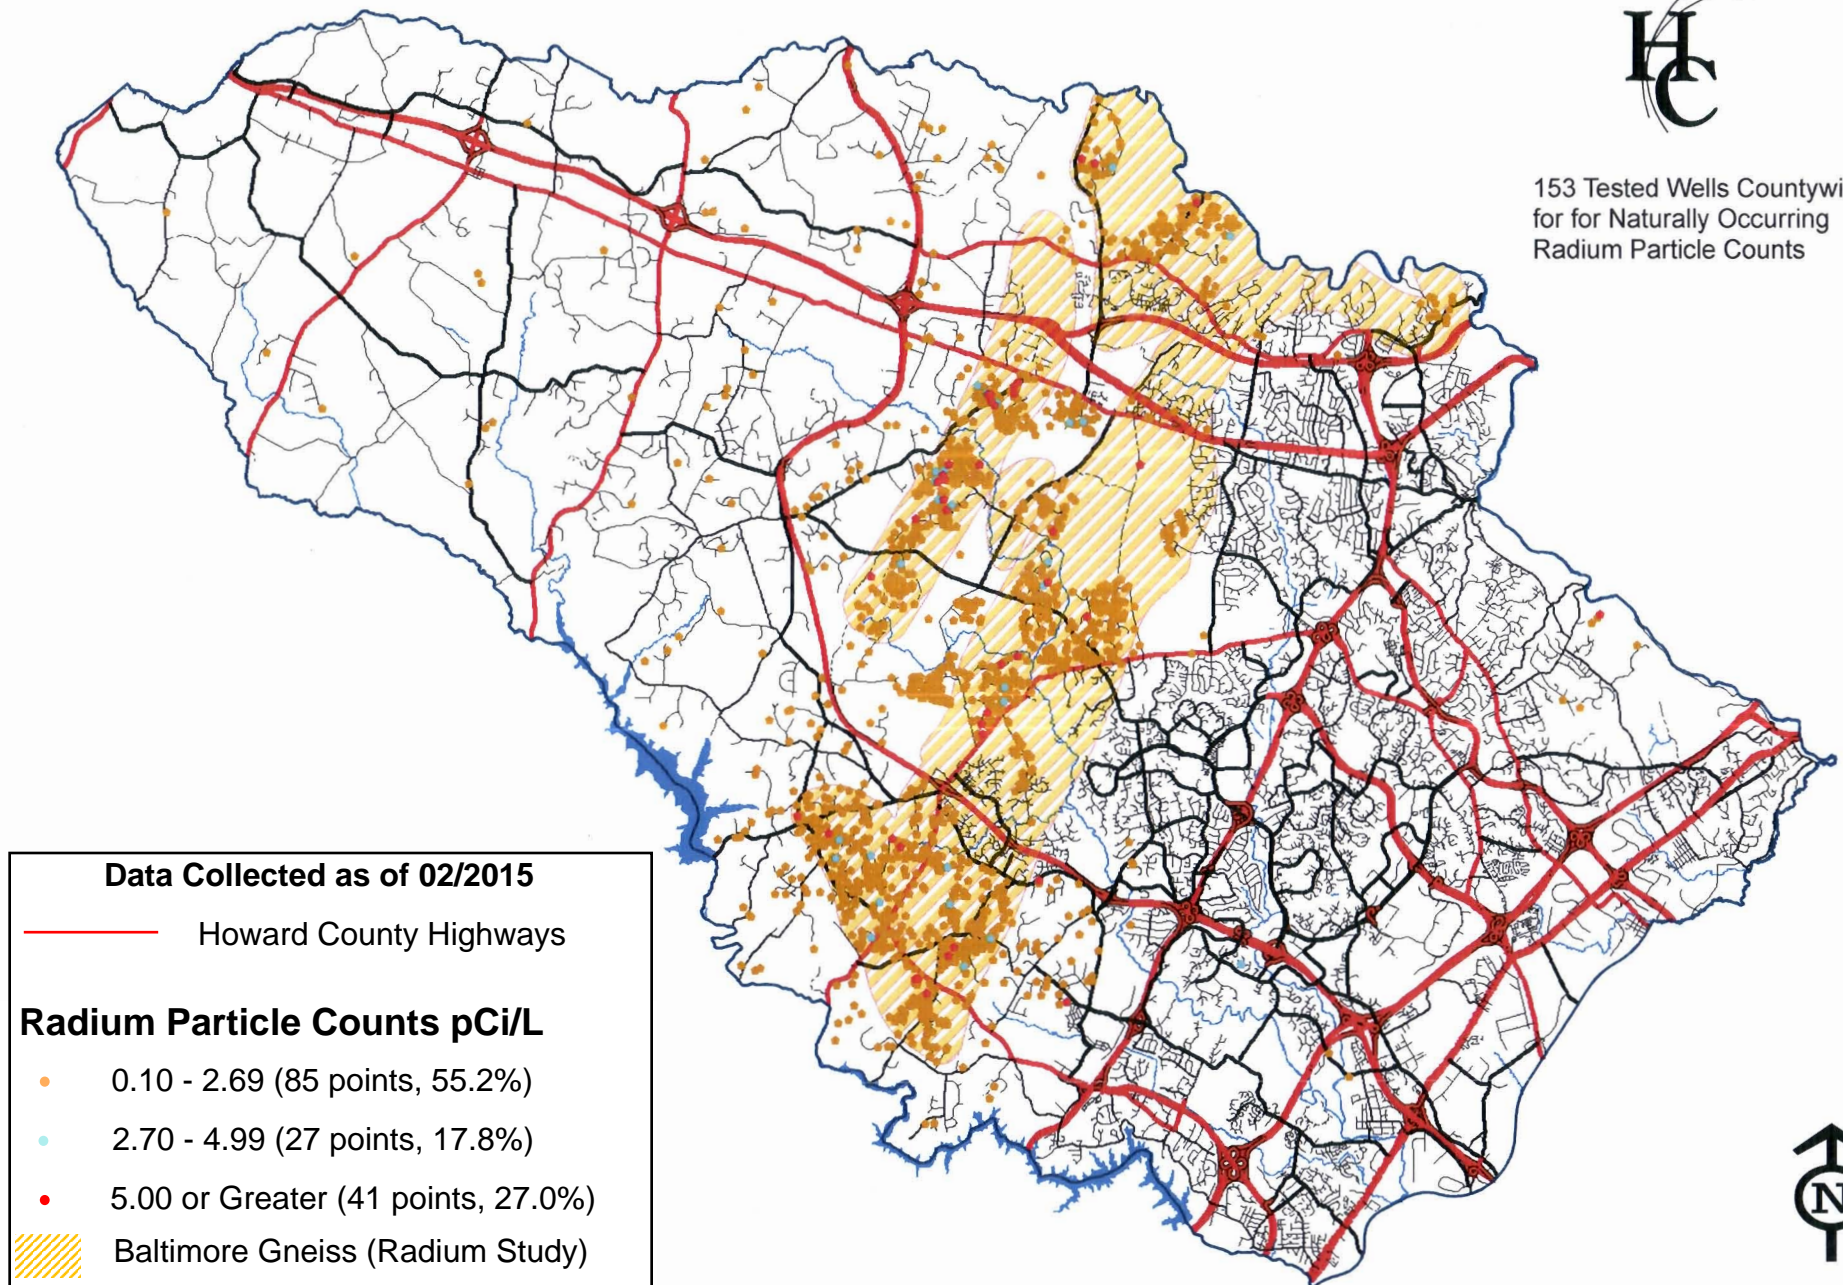 HC
153 Tested Wells Countywi
for for Naturally Occurring
Radium Particle Counts
Data Collected as of 02/2015
Howard County Highways
Radium Particle Counts pCi/L
0.10 - 2.69 (85 points, 55.2%)
2.70 - 4.99 (27 points, 17.8%)
5.00 or Greater (41 points, 27.0%)
Baltimore Gneiss (Radium Study)
N